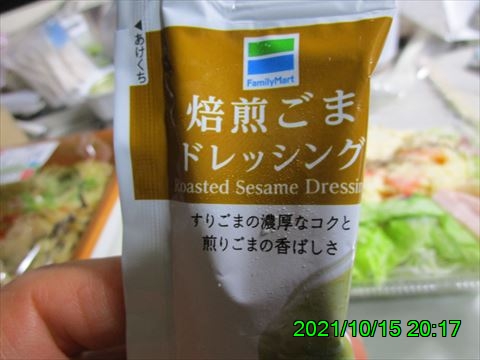 ◀あけくち
FamilyMart
焙煎ごま
ドレッシング
Roasted Sesame Dressin
すりごまの濃厚なコクと
煎りごまの香ばしさ
2021/10/15 20:17